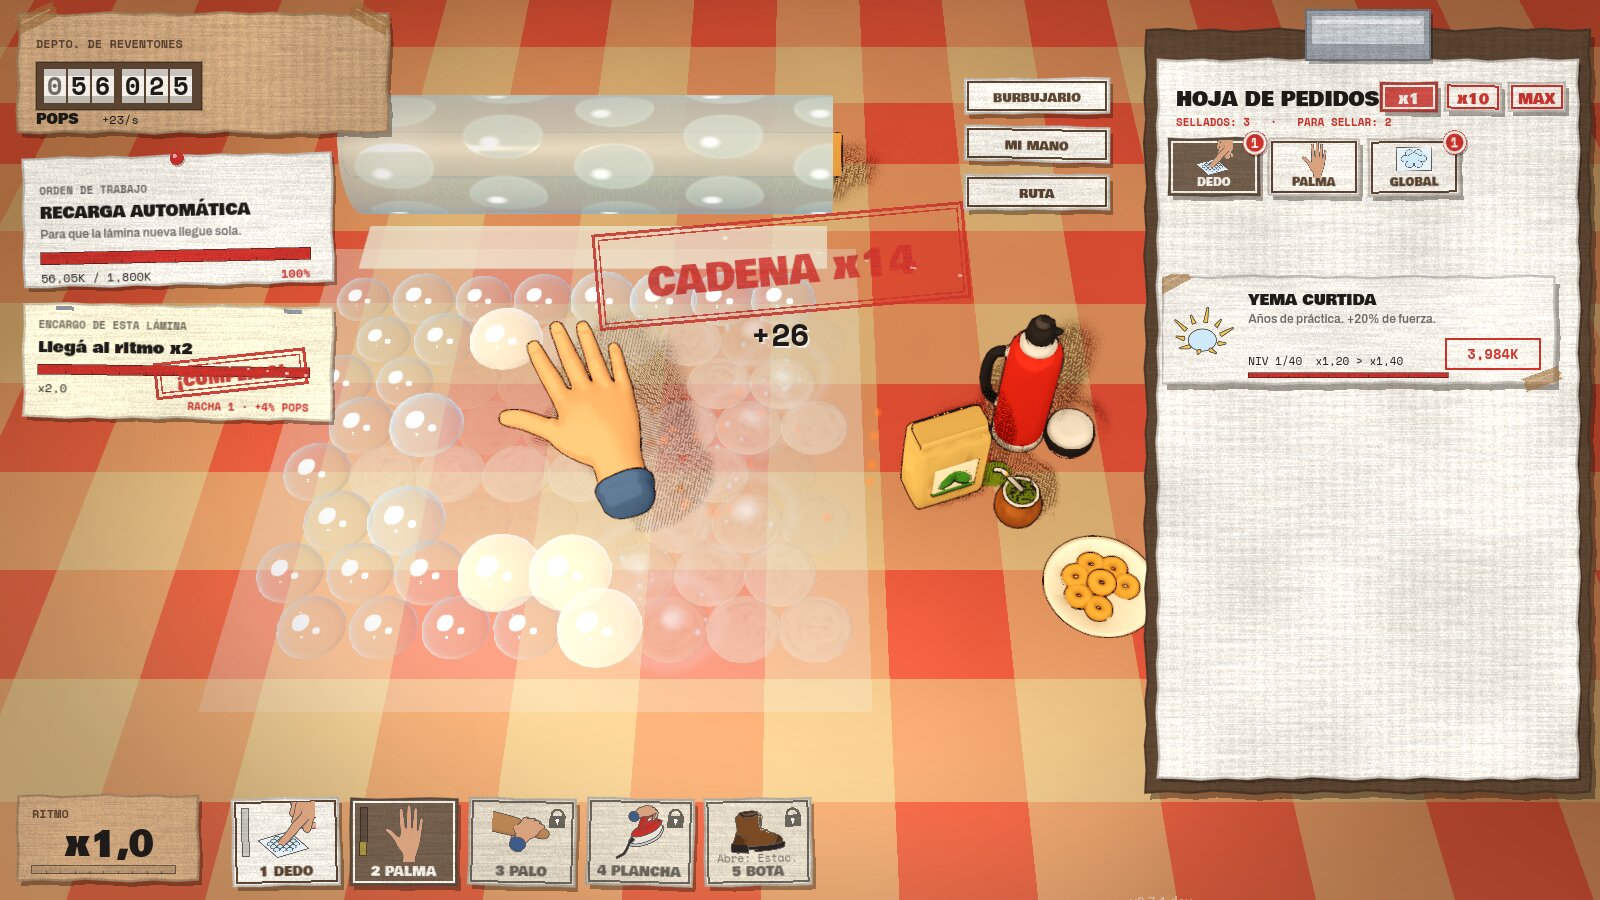 DEPTO. DE REVENTONES
056 025
POPS +23/s
ORDEN DE TRABAJO
RECARGA AUTOMÁTICA
Para que la lámina nueva llegue sola.
56,05K / 1,800K 100%
ENCARGO DE ESTA LÁMINA
Llegá al ritmo x2
x2,0
RACHA 1 · +4% POPS
CADENA x14
+26
BURBUJARIO
MI MANO
RUTA
HOJA DE PEDIDOS
x1
x10
MAX
SELLADOS: 3 · PARA SELLAR: 2
DEDO 1
PALMA
GLOBAL 1
YEMA CURTIDA
Años de práctica. +20% de fuerza.
NIV 1/40 x1,20 > x1,40
3,984K
RITMO
x1,0
1 DEDO
2 PALMA
3 PALO
4 PLANCHA
Abre: Estac.
5 BOTA